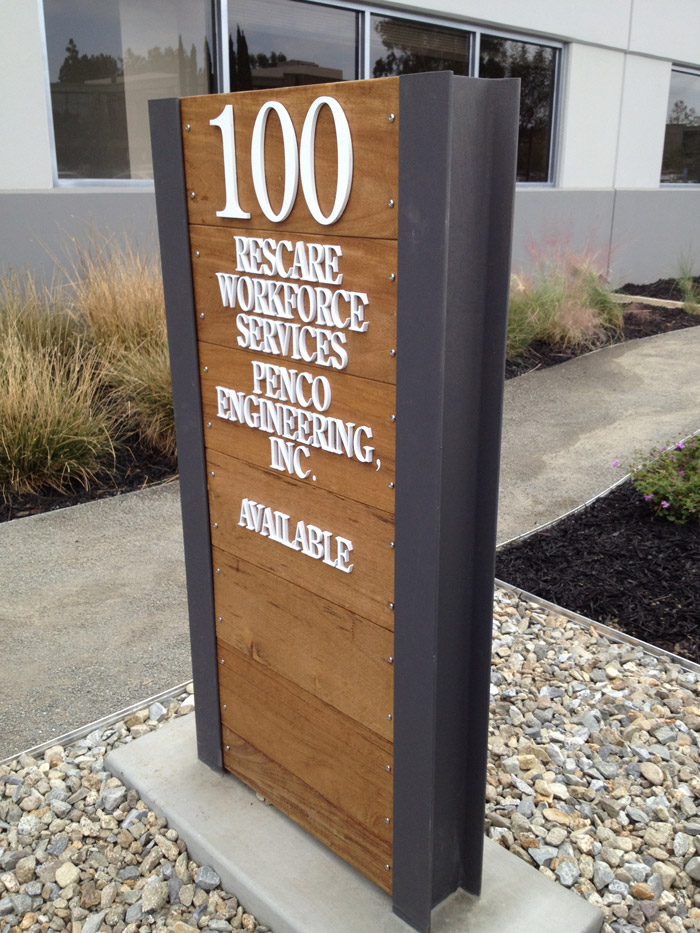 100
RESCARE
WORKFORCE
SERVICES
PENCO
ENGINEERING,
INC.
AVAILABLE